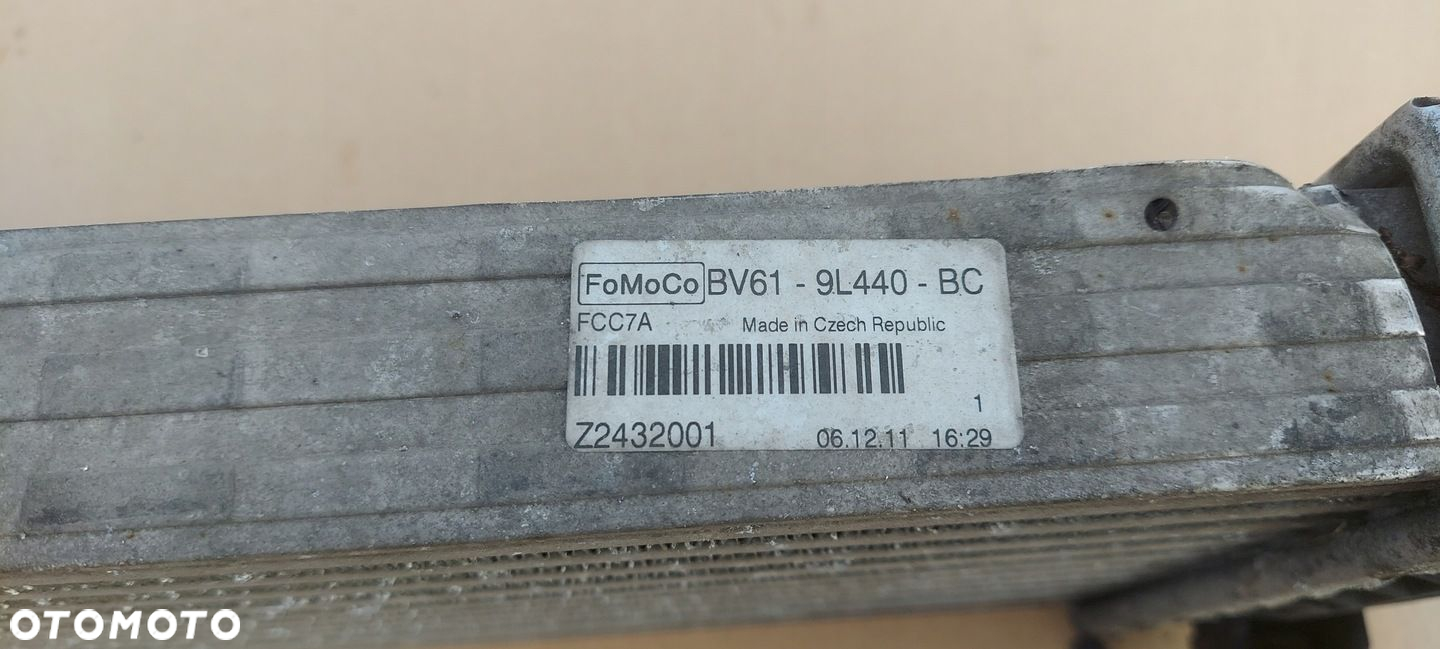 FoMoCo BV61 - 9L440 - BC
FCC7A Made in Czech Republic
1
Z2432001 06.12.11 16:29
OTOMOTO